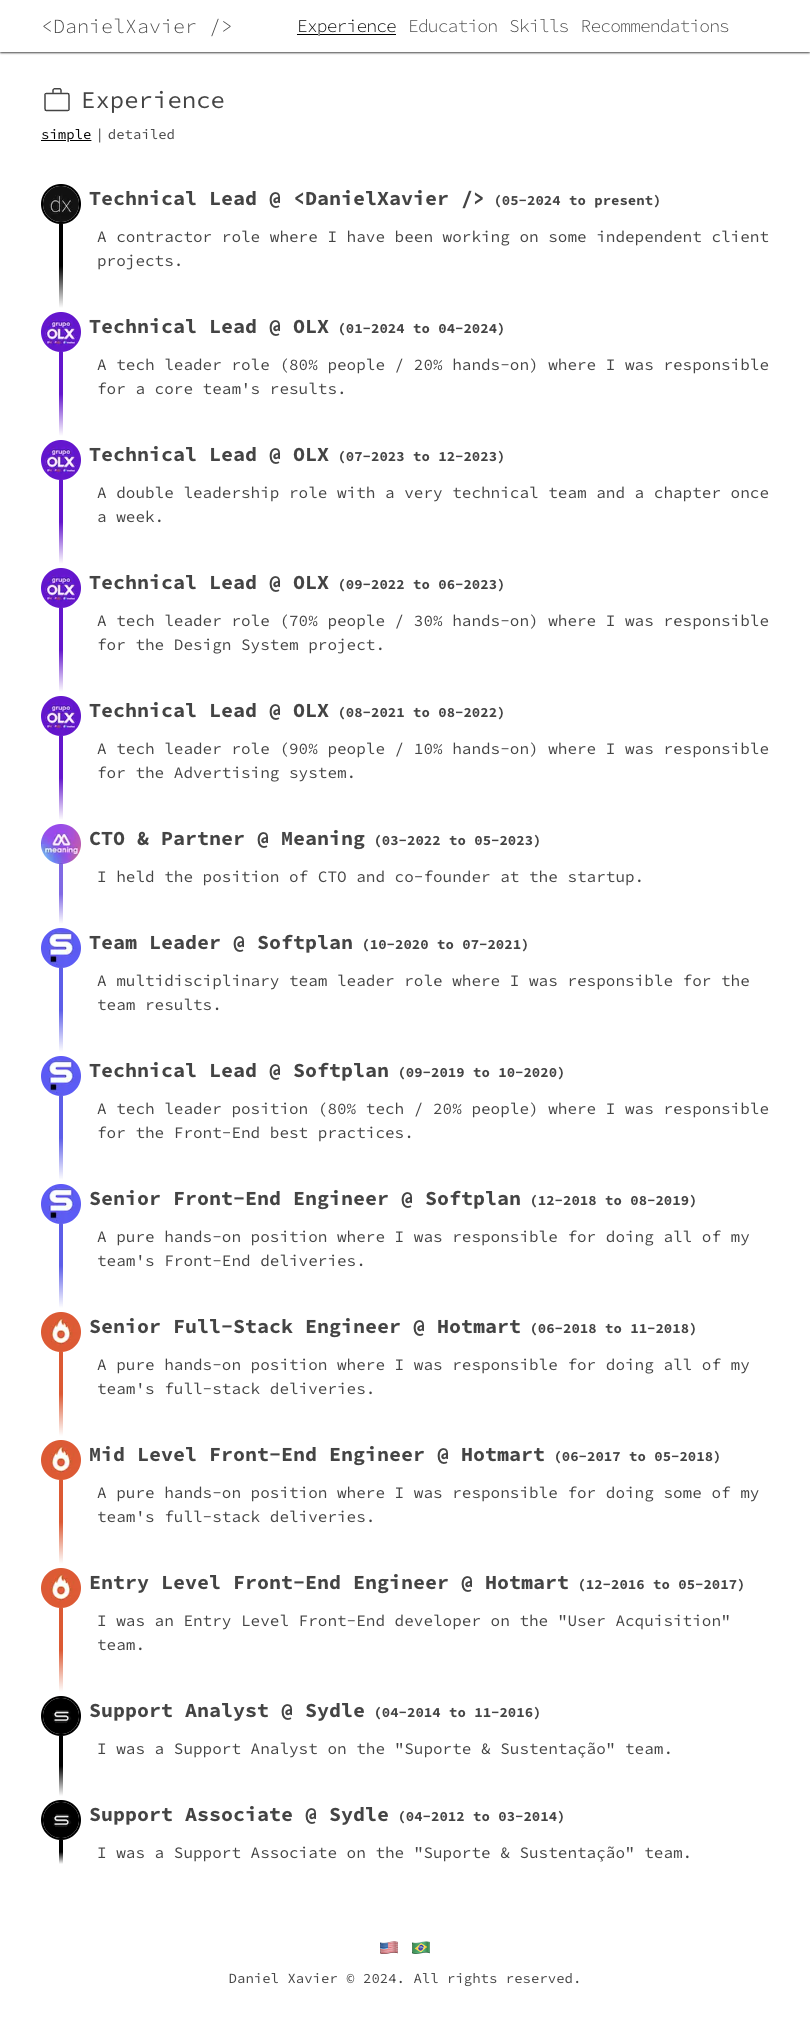 <DanielXavier />
Experience Education Skills Recommendations
Experience
simple | detailed
dx
Technical Lead @ <DanielXavier /> (05-2024 to present)
A contractor role where I have been working on some independent client
projects.
grupo
OLX
Technical Lead @ OLX (01-2024 to 04-2024)
A tech leader role (80% people / 20% hands-on) where I was responsible
for a core team's results.
grupo
OLX
Technical Lead @ OLX (07-2023 to 12-2023)
A double leadership role with a very technical team and a chapter once
a week.
grupo
OLX
Technical Lead @ OLX (09-2022 to 06-2023)
A tech leader role (70% people / 30% hands-on) where I was responsible
for the Design System project.
grupo
OLX
Technical Lead @ OLX (08-2021 to 08-2022)
A tech leader role (90% people / 10% hands-on) where I was responsible
for the Advertising system.
meaning
CTO & Partner @ Meaning (03-2022 to 05-2023)
I held the position of CTO and co-founder at the startup.
Team Leader @ Softplan (10-2020 to 07-2021)
A multidisciplinary team leader role where I was responsible for the
team results.
Technical Lead @ Softplan (09-2019 to 10-2020)
A tech leader position (80% tech / 20% people) where I was responsible
for the Front-End best practices.
Senior Front-End Engineer @ Softplan (12-2018 to 08-2019)
A pure hands-on position where I was responsible for doing all of my
team's Front-End deliveries.
Senior Full-Stack Engineer @ Hotmart (06-2018 to 11-2018)
A pure hands-on position where I was responsible for doing all of my
team's full-stack deliveries.
Mid Level Front-End Engineer @ Hotmart (06-2017 to 05-2018)
A pure hands-on position where I was responsible for doing some of my
team's full-stack deliveries.
Entry Level Front-End Engineer @ Hotmart (12-2016 to 05-2017)
I was an Entry Level Front-End developer on the "User Acquisition"
team.
Support Analyst @ Sydle (04-2014 to 11-2016)
I was a Support Analyst on the "Suporte & Sustentação" team.
Support Associate @ Sydle (04-2012 to 03-2014)
I was a Support Associate on the "Suporte & Sustentação" team.
Daniel Xavier © 2024. All rights reserved.